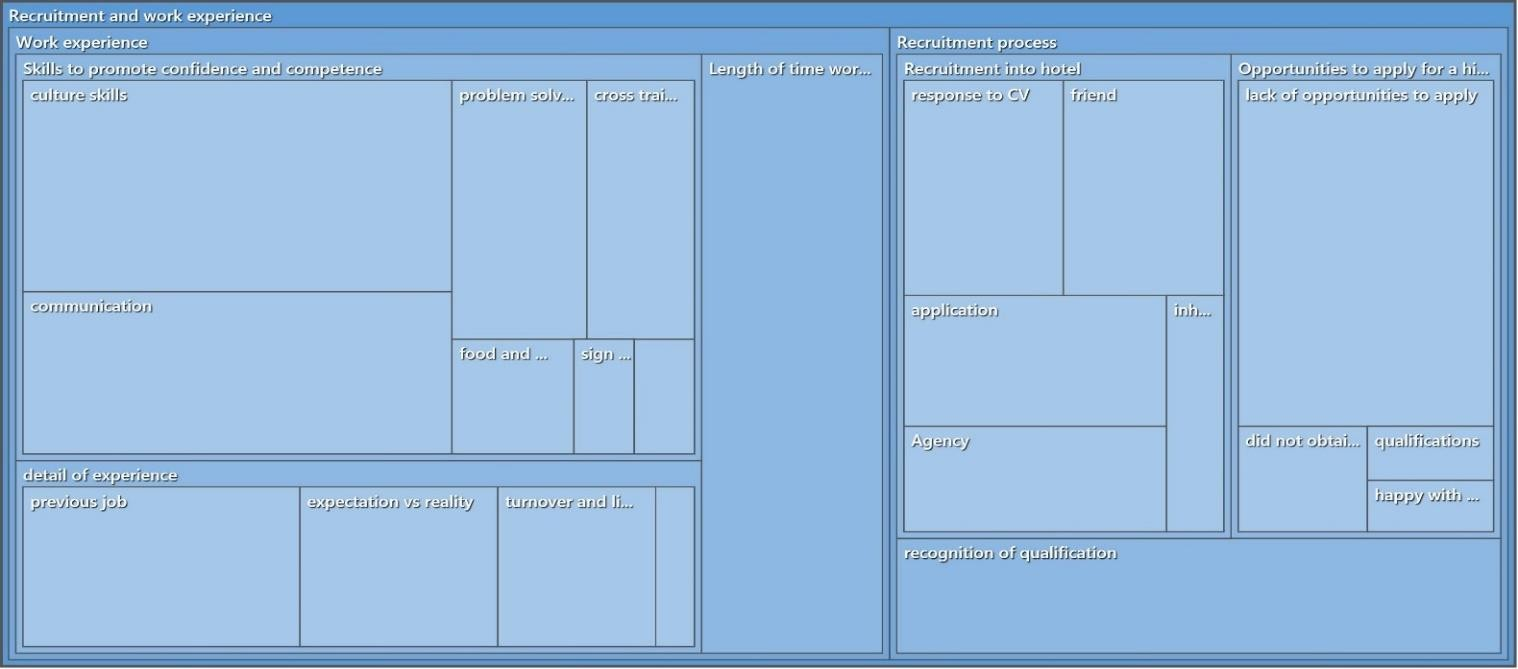 Recruitment and work experience
Work experience
Skills to promote confidence and competence
culture skills
problem solv...
cross trai...
communication
food and ...
sign ...
detail of experience
previous job
expectation vs reality
turnover and li...
Length of time wor...
Recruitment process
Recruitment into hotel
response to CV
friend
application
inh...
Agency
Opportunities to apply for a hi...
lack of opportunities to apply
did not obtai...
qualifications
happy with ...
recognition of qualification